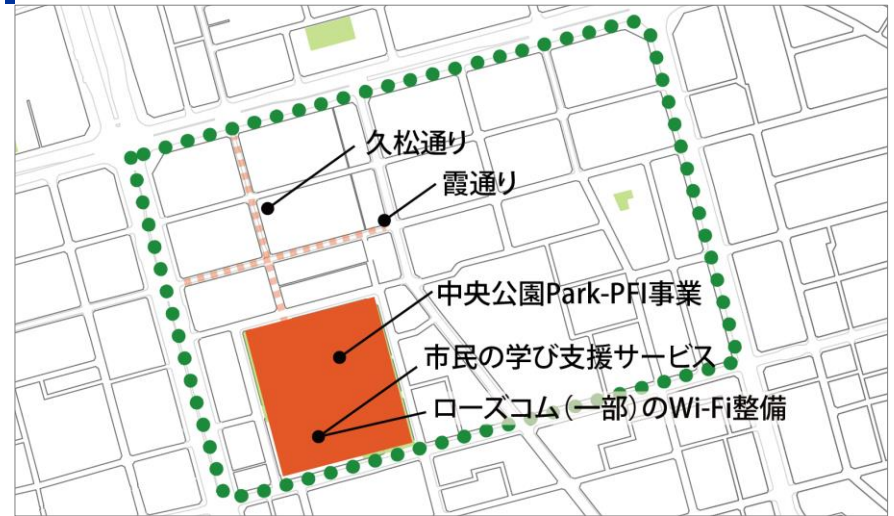 久松通り
霞通り
中央公園Park-PFI事業
市民の学び支援サービス
ローズコム（一部）のWi-Fi整備